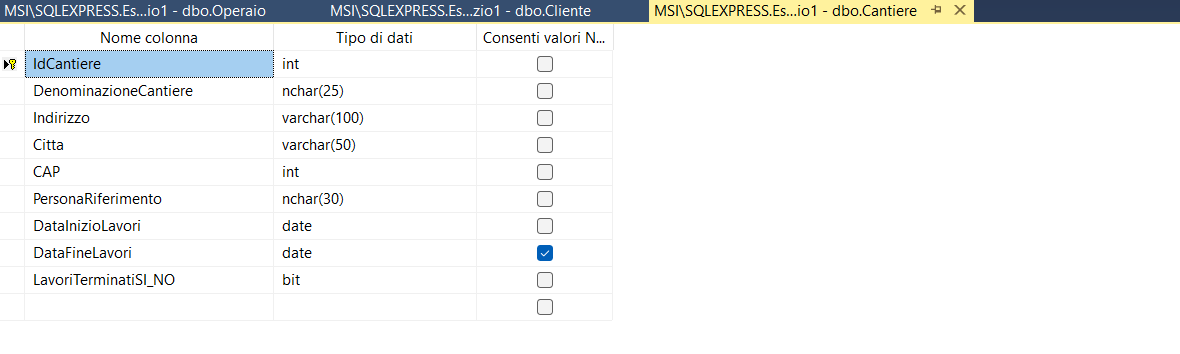 MSI\SQLEXPRESS.Es...io1 - dbo.Operaio MSI\SQLEXPRESS.Es...zio1 - dbo.Cliente MSI\SQLEXPRESS.Es...io1 - dbo.Cantiere
Nome colonna Tipo di dati Consenti valori N...
IdCantiere int
DenominazioneCantiere nchar(25)
Indirizzo varchar(100)
Citta varchar(50)
CAP int
PersonaRiferimento nchar(30)
DataInizioLavori date
DataFineLavori date
LavoriTerminatiSI_NO bit